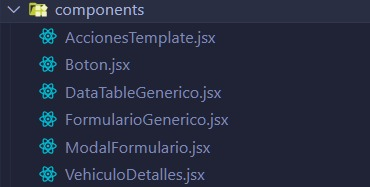 components
AccionesTemplate.jsx
Boton.jsx
DataTableGenerico.jsx
FormularioGenerico.jsx
ModalFormulario.jsx
VehiculoDetalles.jsx